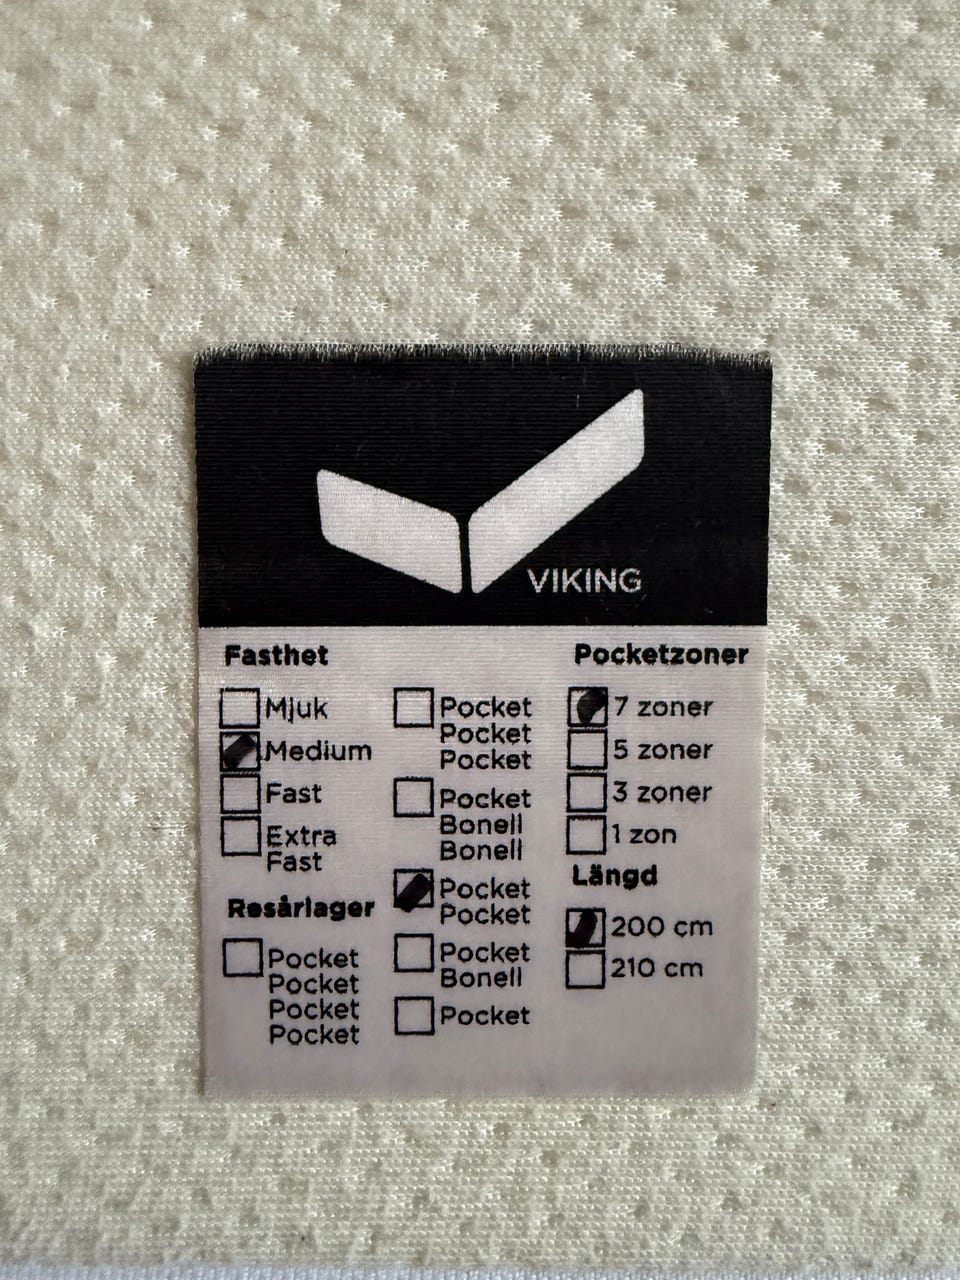 VIKING
Fasthet
Mjuk
Medium
Fast
Extra
Fast
Resårlager
Pocket
Pocket
Pocket
Pocket
Pocket
Pocket
Pocket
Pocket
Bonell
Bonell
Pocket
Pocket
Pocket
Bonell
Pocket
Pocketzoner
7 zoner
5 zoner
3 zoner
1 zon
Längd
200 cm
210 cm